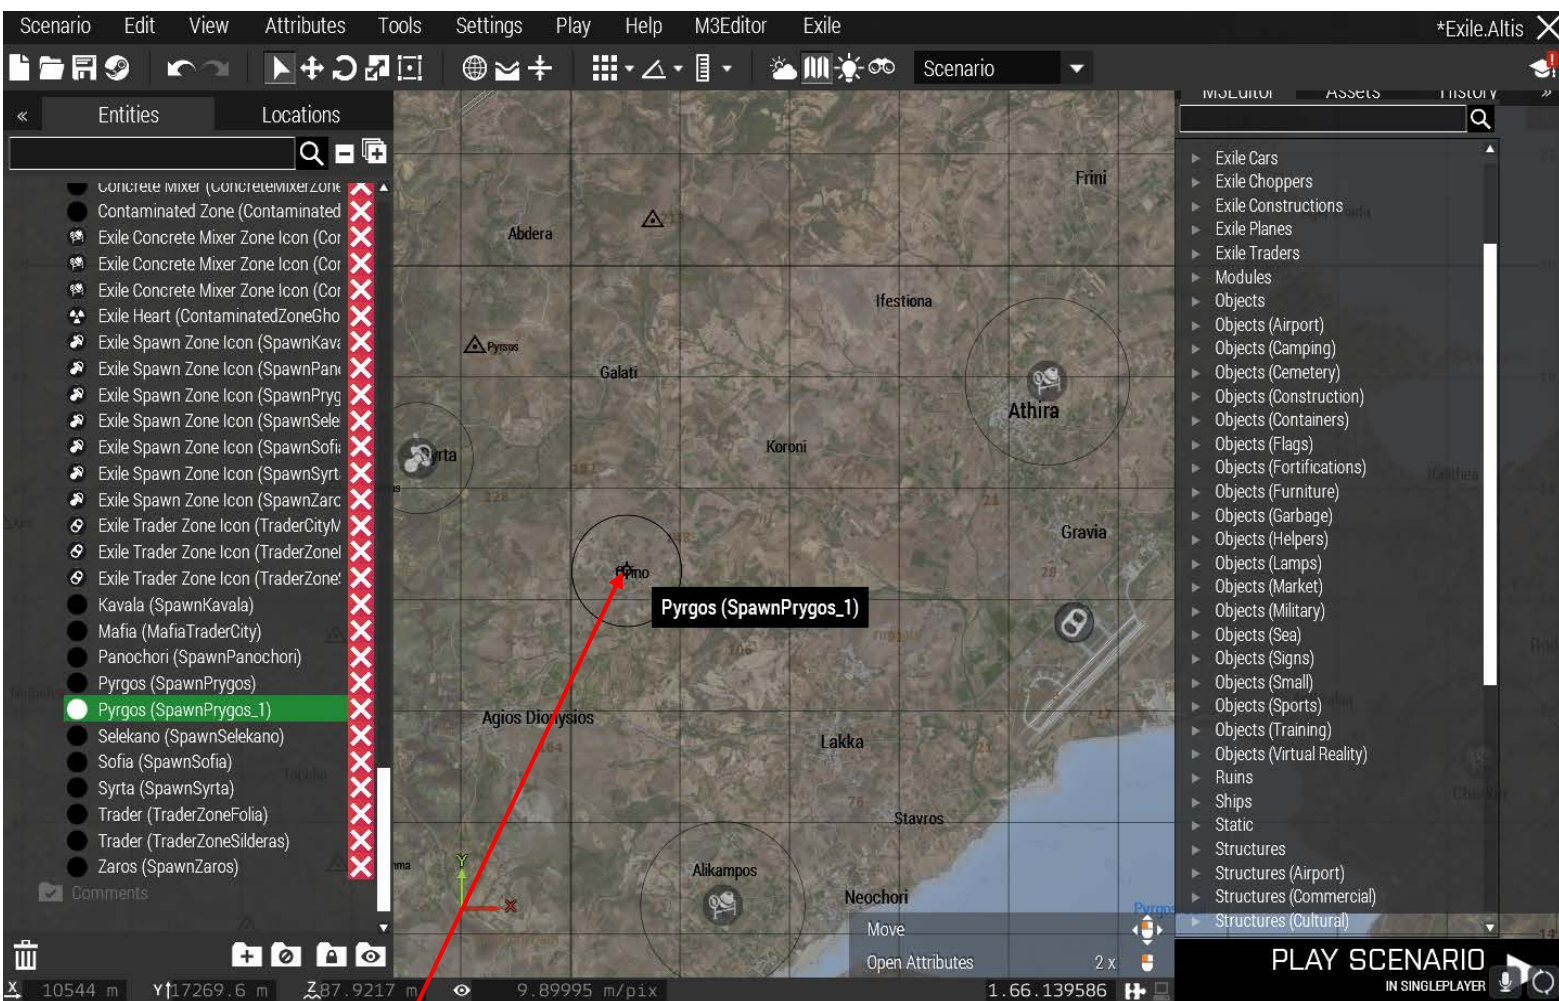 Scenario Edit View Attributes Tools Settings Play Help M3Editor Exile *Exile.Altis
Scenario
Entities Locations
Concrete Mixer (ConcreteMixerZone
Contaminated Zone (Contaminated
Exile Concrete Mixer Zone Icon (Cor
Exile Concrete Mixer Zone Icon (Cor
Exile Concrete Mixer Zone Icon (Cor
Exile Heart (ContaminatedZoneGho
Exile Spawn Zone Icon (SpawnKava
Exile Spawn Zone Icon (SpawnPan
Exile Spawn Zone Icon (SpawnPryg
Exile Spawn Zone Icon (SpawnSele
Exile Spawn Zone Icon (SpawnSofi
Exile Spawn Zone Icon (SpawnSyrt
Exile Spawn Zone Icon (SpawnZarc
Exile Trader Zone Icon (TraderCityM
Exile Trader Zone Icon (TraderZonel
Exile Trader Zone Icon (TraderZone
Kavala (SpawnKavala)
Mafia (MafiaTraderCity)
Panochori (SpawnPanochori)
Pyrgos (SpawnPrygos)
Pyrgos (SpawnPrygos_1)
Selekano (SpawnSelekano)
Sofia (SpawnSofia)
Syrta (SpawnSyrta)
Trader (TraderZoneFolia)
Trader (TraderZoneSilderas)
Zaros (SpawnZaros)
Comments
Frini
Abdera
Ifestiona
Pyrsos
Galati
Athira
Koroni
Syrta
Gravia
Pyrgos (SpawnPrygos_1)
Agios Dionysios
Lakka
Stavros
Alikampos
Neochori
Pyrgos
Move
Open Attributes 2 x
M3Editor Assets History
Exile Cars
Exile Choppers
Exile Constructions
Exile Planes
Exile Traders
Modules
Objects
Objects (Airport)
Objects (Camping)
Objects (Cemetery)
Objects (Construction)
Objects (Containers)
Objects (Flags)
Objects (Fortifications)
Objects (Furniture)
Objects (Garbage)
Objects (Helpers)
Objects (Lamps)
Objects (Market)
Objects (Military)
Objects (Sea)
Objects (Signs)
Objects (Small)
Objects (Sports)
Objects (Training)
Objects (Virtual Reality)
Ruins
Ships
Static
Structures
Structures (Airport)
Structures (Commercial)
Structures (Cultural)
PLAY SCENARIO
IN SINGLEPLAYER
X 10544 m Y 17269.6 m Z 87.9217 m 9.89995 m/pix 1.66.139586